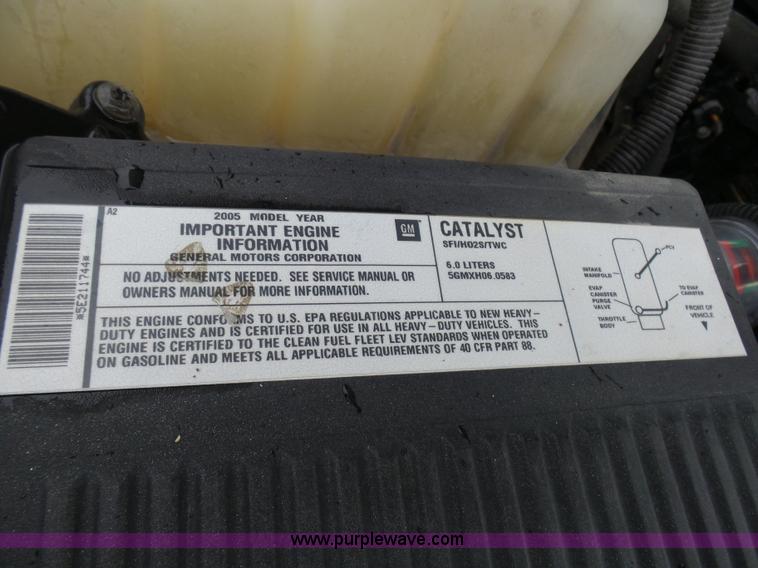 *5E211744*
A2
2005 MODEL YEAR
IMPORTANT ENGINE
INFORMATION
GENERAL MOTORS CORPORATION
GM
NO ADJUSTMENTS NEEDED. SEE SERVICE MANUAL OR
OWNERS MANUAL FOR MORE INFORMATION.
THIS ENGINE CONFORMS TO U.S. EPA REGULATIONS APPLICABLE TO NEW HEAVY-
DUTY ENGINES AND IS CERTIFIED FOR USE IN ALL HEAVY-DUTY VEHICLES. THIS
ENGINE IS CERTIFIED TO THE CLEAN FUEL FLEET LEV STANDARDS WHEN OPERATED
ON GASOLINE AND MEETS ALL APPLICABLE REQUIREMENTS OF 40 CFR PART 88.
CATALYST
SFI/HO2S/TWC
6.0 LITERS
5GMXH06.0583
PCV
INTAKE
MANIFOLD
EVAP
CANISTER
PURGE
VALVE
THROTTLE
BODY
TO EVAP
CANISTER
FRONT OF
VEHICLE
www.purplewave.com